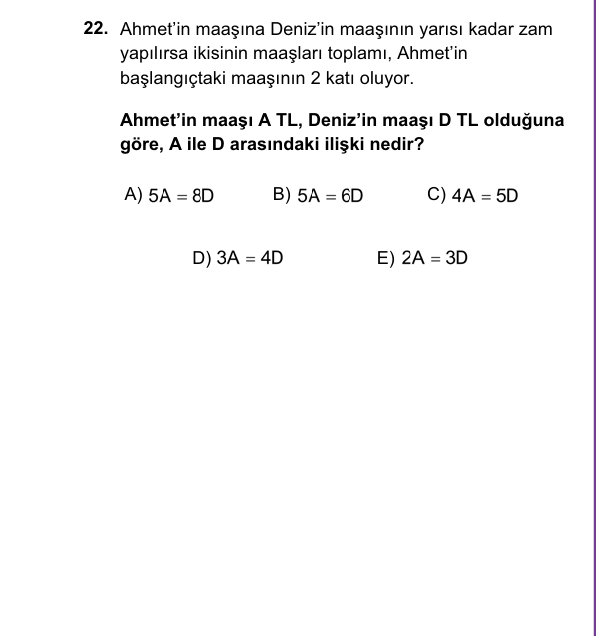 22. Ahmet'in maaşına Deniz'in maaşının yarısı kadar zam
yapılırsa ikisinin maaşları toplamı, Ahmet'in
başlangıçtaki maaşının 2 katı oluyor.
Ahmet'in maaşı A TL, Deniz'in maaşı D TL olduğuna
göre, A ile D arasındaki ilişki nedir?
A) 5A = 8D B) 5A = 6D C) 4A = 5D
D) 3A = 4D E) 2A = 3D